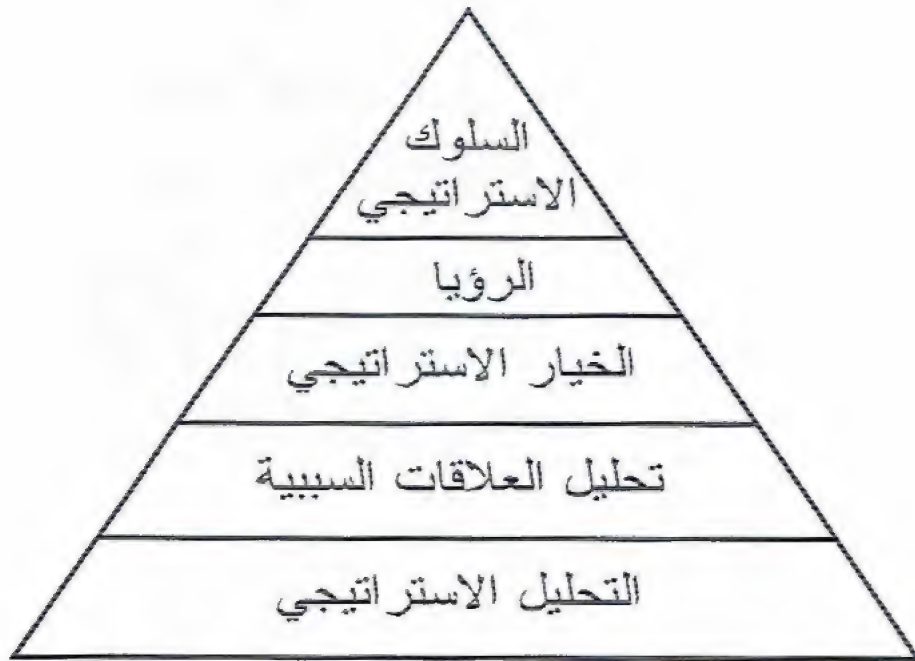 السلوك
الاستراتيجي
الرؤيا
الخيار الاستراتيجي
تحليل العلاقات السببية
التحليل الاستراتيجي